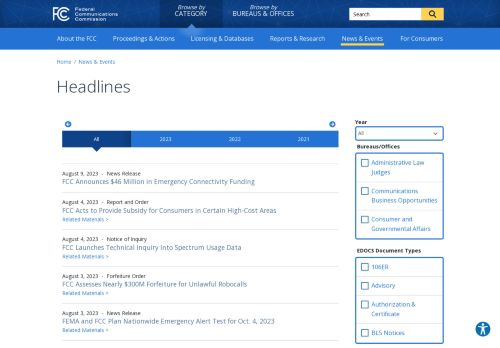 FCC Federal
Communications
Commission
Browse by
CATEGORY
Browse by
BUREAUS & OFFICES
Search
About the FCC
Proceedings & Actions
Licensing & Databases
Reports & Research
News & Events
For Consumers
Home / News & Events
Headlines
All
2023
2022
2021
August 9, 2023 - News Release
FCC Announces $46 Million in Emergency Connectivity Funding
August 4, 2023 - Report and Order
FCC Acts to Provide Subsidy for Consumers in Certain High-Cost Areas
Related Materials >
August 4, 2023 - Notice of Inquiry
FCC Launches Technical Inquiry Into Spectrum Usage Data
Related Materials >
August 3, 2023 - Forfeiture Order
FCC Assesses Nearly $300M Forfeiture for Unlawful Robocalls
Related Materials >
August 3, 2023 - News Release
FEMA and FCC Plan Nationwide Emergency Alert Test for Oct. 4, 2023
Related Materials >
Year
All
Bureaus/Offices
Administrative Law
Judges
Communications
Business Opportunities
Consumer and
Governmental Affairs
EDOCS Document Types
106ER
Advisory
Authorization &
Certificate
BCS Notices